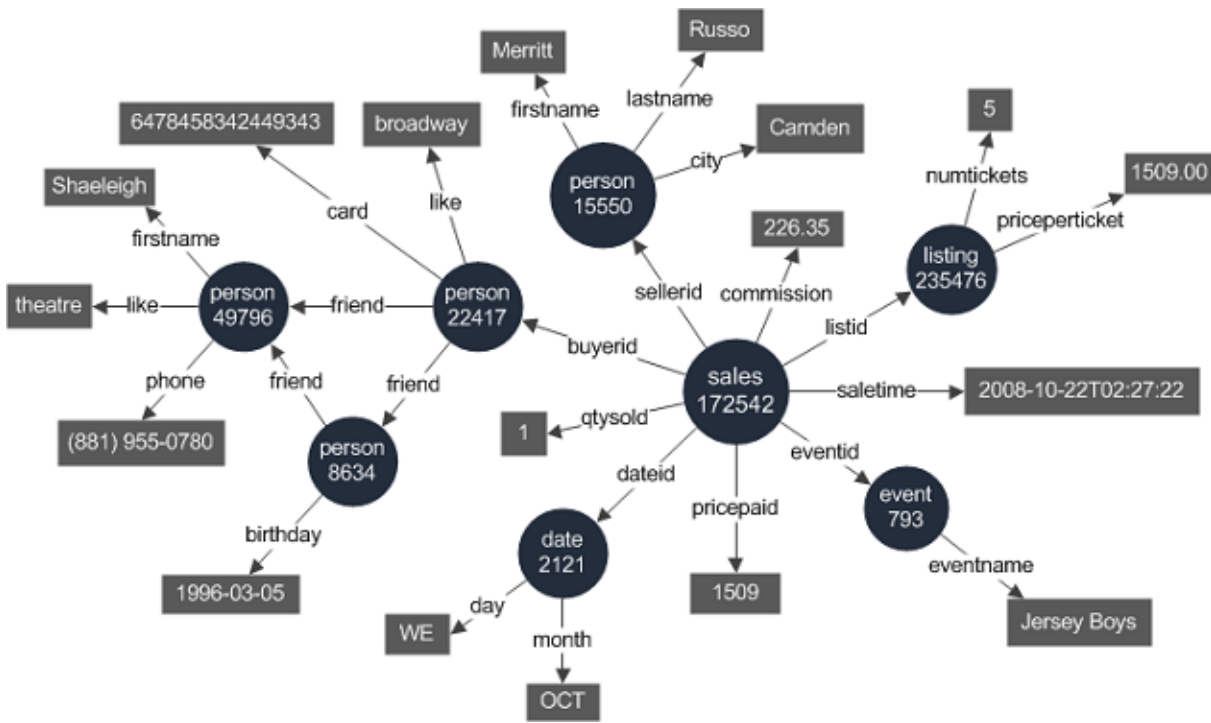 Russo
Merritt
firstname
lastname
5
6478458342449343
broadway
Camden
city
numtickets
1509.00
person
15550
priceperticket
Shaeleigh
card
like
226.35
listing
235476
firstname
sellerid
commission
theatre
like
person
49796
friend
person
22417
listid
buyerid
phone
friend
friend
sales
172542
saletime
2008-10-22T02:27:22
(881) 955-0780
person
8634
1
qtysold
eventid
dateid
event
793
birthday
date
2121
pricepaid
eventname
1996-03-05
1509
day
WE
month
Jersey Boys
OCT